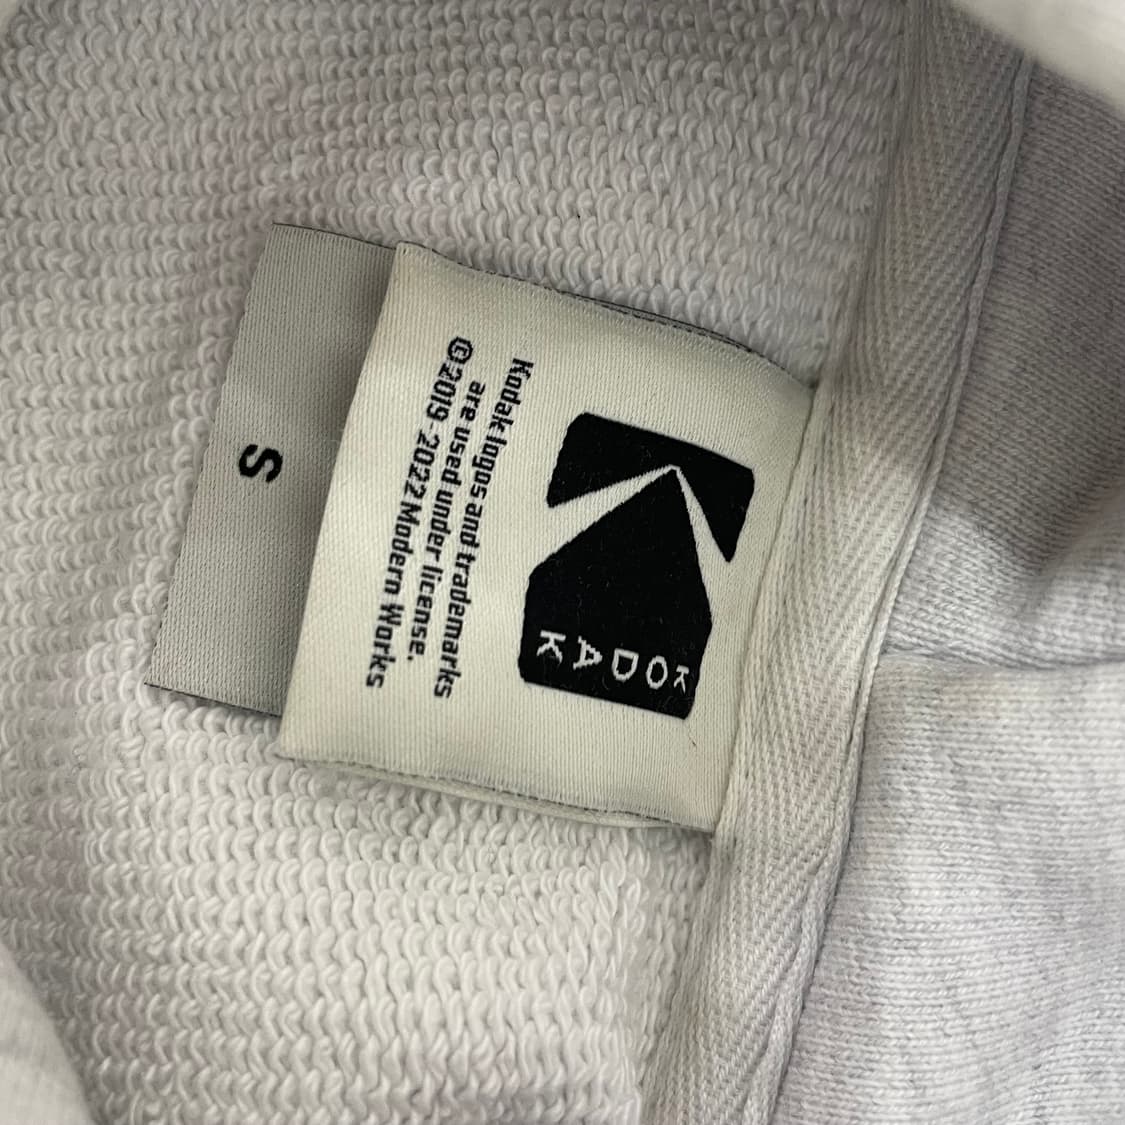 KODAK
Kodak logos and trademarks
are used under license.
©2019-2022 Modern Works
S